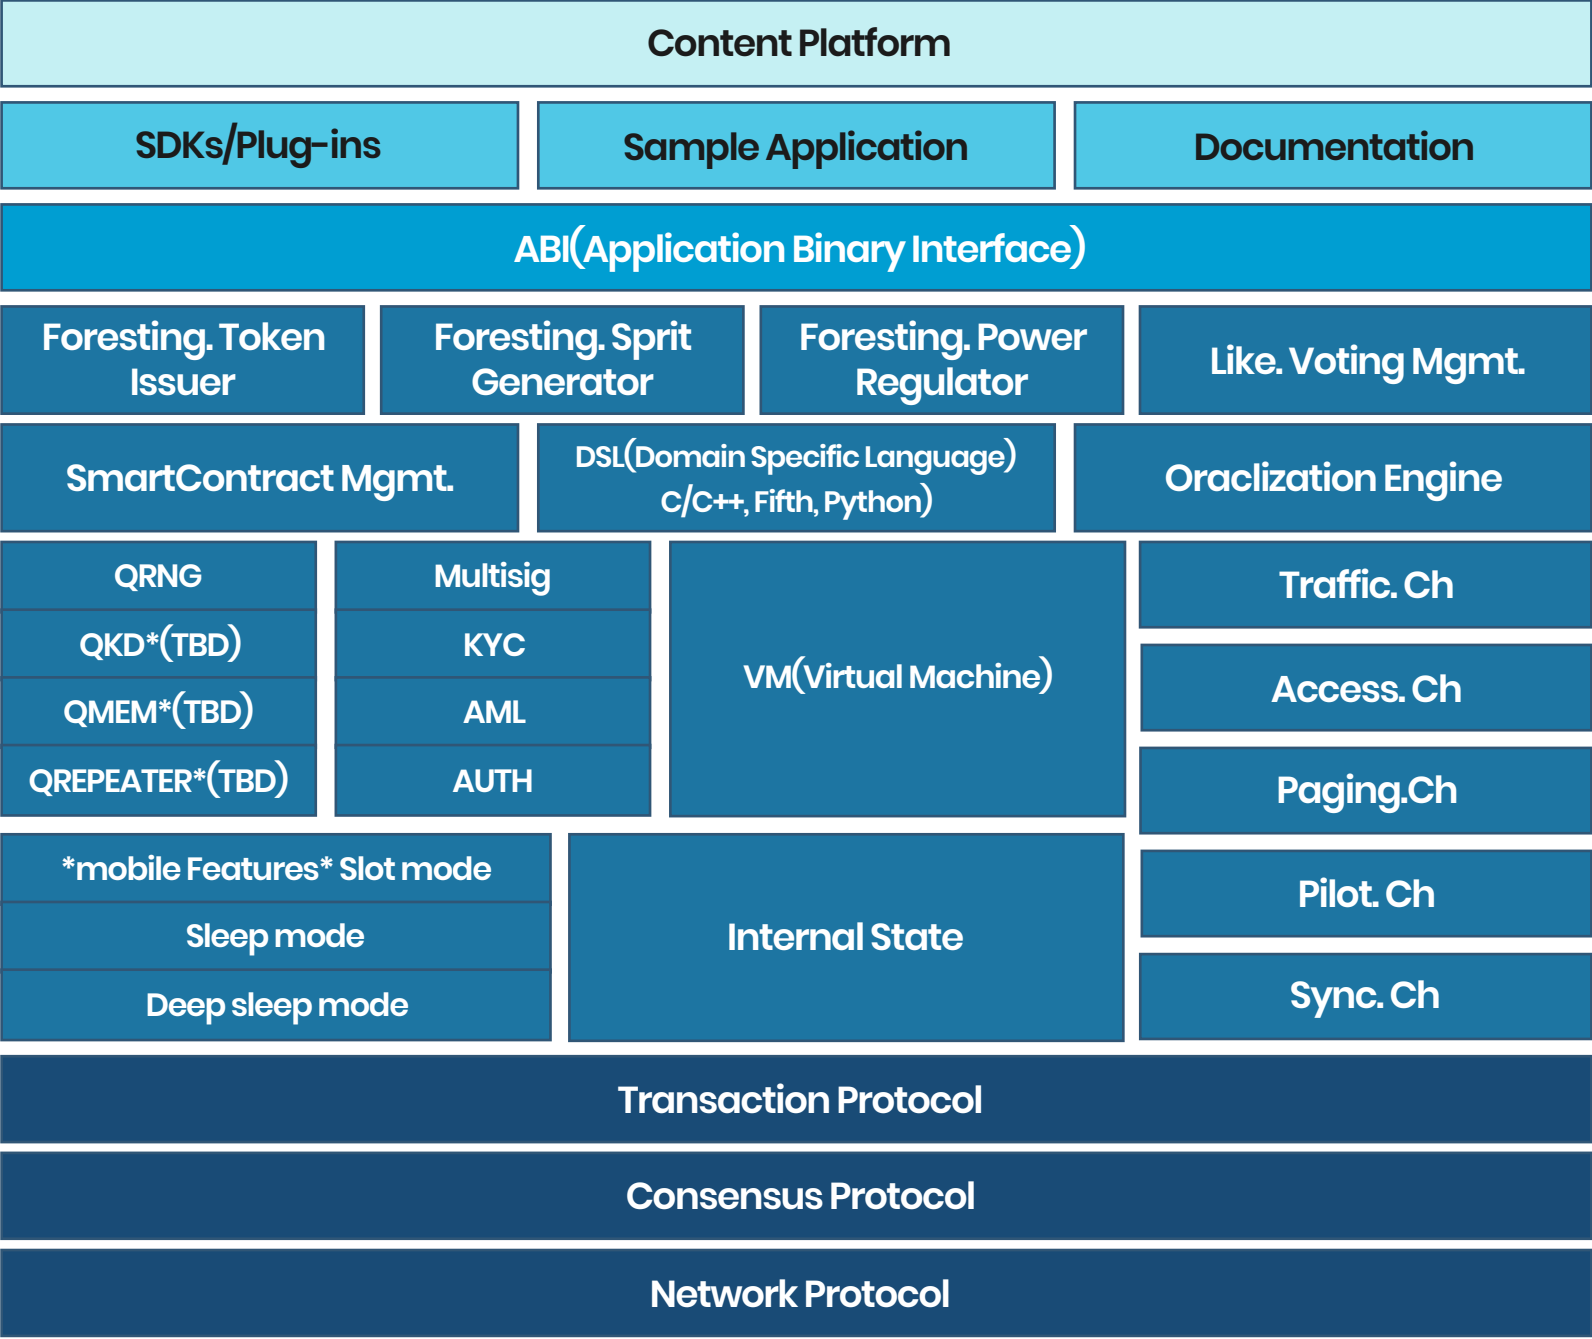 Content Platform
SDKs/Plug-ins
Sample Application
Documentation
ABI(Application Binary Interface)
Foresting. Token
Issuer
Foresting. Sprit
Generator
Foresting. Power
Regulator
Like. Voting Mgmt.
SmartContract Mgmt.
DSL(Domain Specific Language)
C/C++, Fifth, Python)
Oraclization Engine
QRNG
QKD*(TBD)
QMEM*(TBD)
QREPEATER*(TBD)
Multisig
KYC
AML
AUTH
VM(Virtual Machine)
Traffic. Ch
Access. Ch
Paging.Ch
Pilot. Ch
Sync. Ch
*mobile Features* Slot mode
Sleep mode
Deep sleep mode
Internal State
Transaction Protocol
Consensus Protocol
Network Protocol